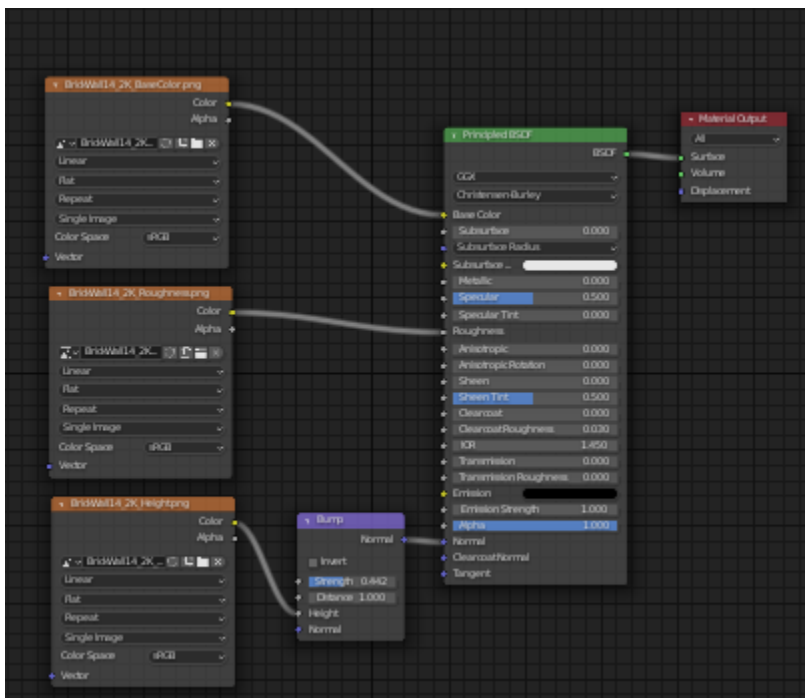 BrickWall14_2K_BaseColor.png
Color
Alpha
BrickWall14_2K...
Linear
Flat
Repeat
Single Image
Color Space sRGB
Vector
BrickWall14_2K_Roughness.png
Color
Alpha
BrickWall14_2K...
Linear
Flat
Repeat
Single Image
Color Space sRGB
Vector
BrickWall14_2K_Height.png
Color
Alpha
BrickWall14_2K_...
Linear
Flat
Repeat
Single Image
Color Space sRGB
Vector
Bump
Normal
Invert
Strength 0.442
Distance 1.000
Height
Normal
Principled BSDF
BSDF
GGX
Christensen-Burley
Base Color
Subsurface 0.000
Subsurface Radius
Subsurface ...
Metallic 0.000
Specular 0.500
Specular Tint 0.000
Roughness
Anisotropic 0.000
Anisotropic Rotation 0.000
Sheen 0.000
Sheen Tint 0.500
Clearcoat 0.000
Clearcoat Roughness 0.030
IOR 1.450
Transmission 0.000
Transmission Roughness 0.000
Emission
Emission Strength 1.000
Alpha 1.000
Normal
Clearcoat Normal
Tangent
Material Output
All
Surface
Volume
Displacement